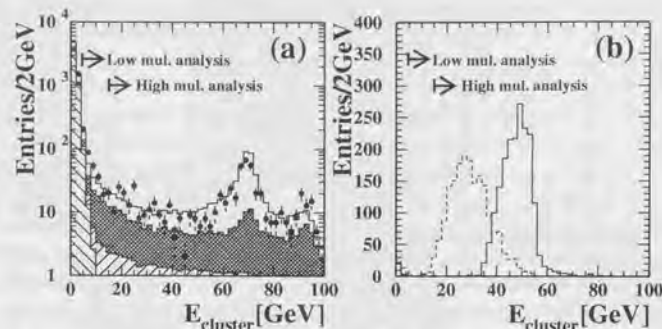 Entries/2GeV
10^4
10^3
10^2
10
1
(a)
Low mul. analysis
High mul. analysis
0 20 40 60 80 100
E_cluster[GeV]
Entries/2GeV
400
350
300
250
200
150
100
50
0
(b)
Low mul. analysis
High mul. analysis
0 20 40 60 80 100
E_cluster[GeV]